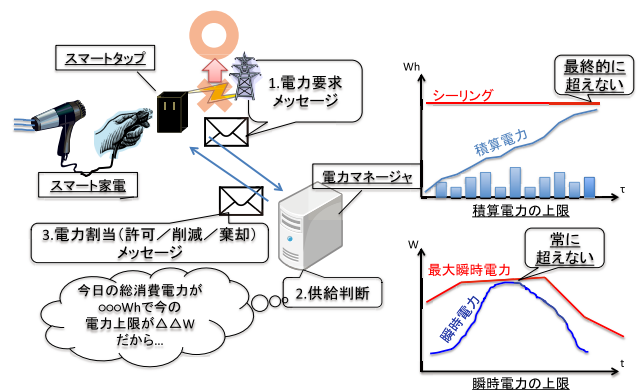 スマートタップ
1.電力要求
メッセージ
スマート家電
電力マネージャ
3.電力割当(許可/削減/棄却)
メッセージ
2.供給判断
今日の総消費電力が
○○○Whで今の
電力上限が△△W
だから...
Wh
最終的に
超えない
シーリング
積算電力
τ
積算電力の上限
W
常に
超えない
最大瞬時電力
瞬時電力
t
瞬時電力の上限